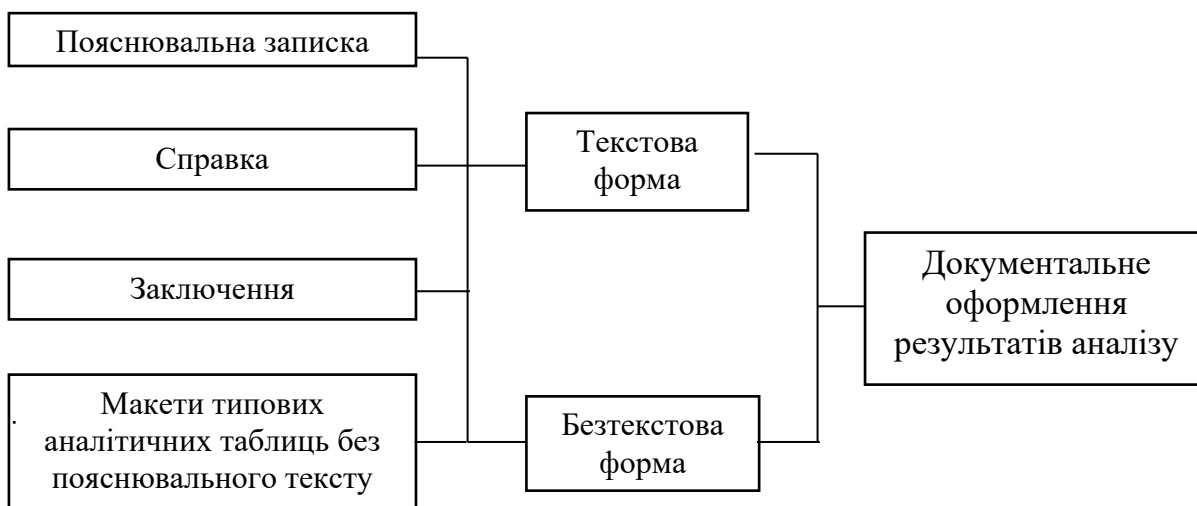 Пояснювальна записка
Справка
Заключення
Макети типових
аналітичних таблиць без
пояснювального тексту
Текстова
форма
Безтекстова
форма
Документальне
оформлення
результатів аналізу